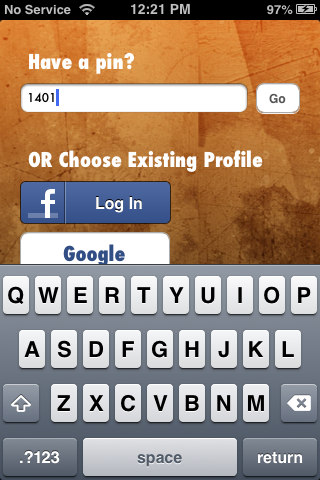 No Service 12:21 PM 97%
Have a pin?
1401 Go
OR Choose Existing Profile
f Log In
Google
Q W E R T Y U I O P
A S D F G H J K L
Z X C V B N M
.?123 space return